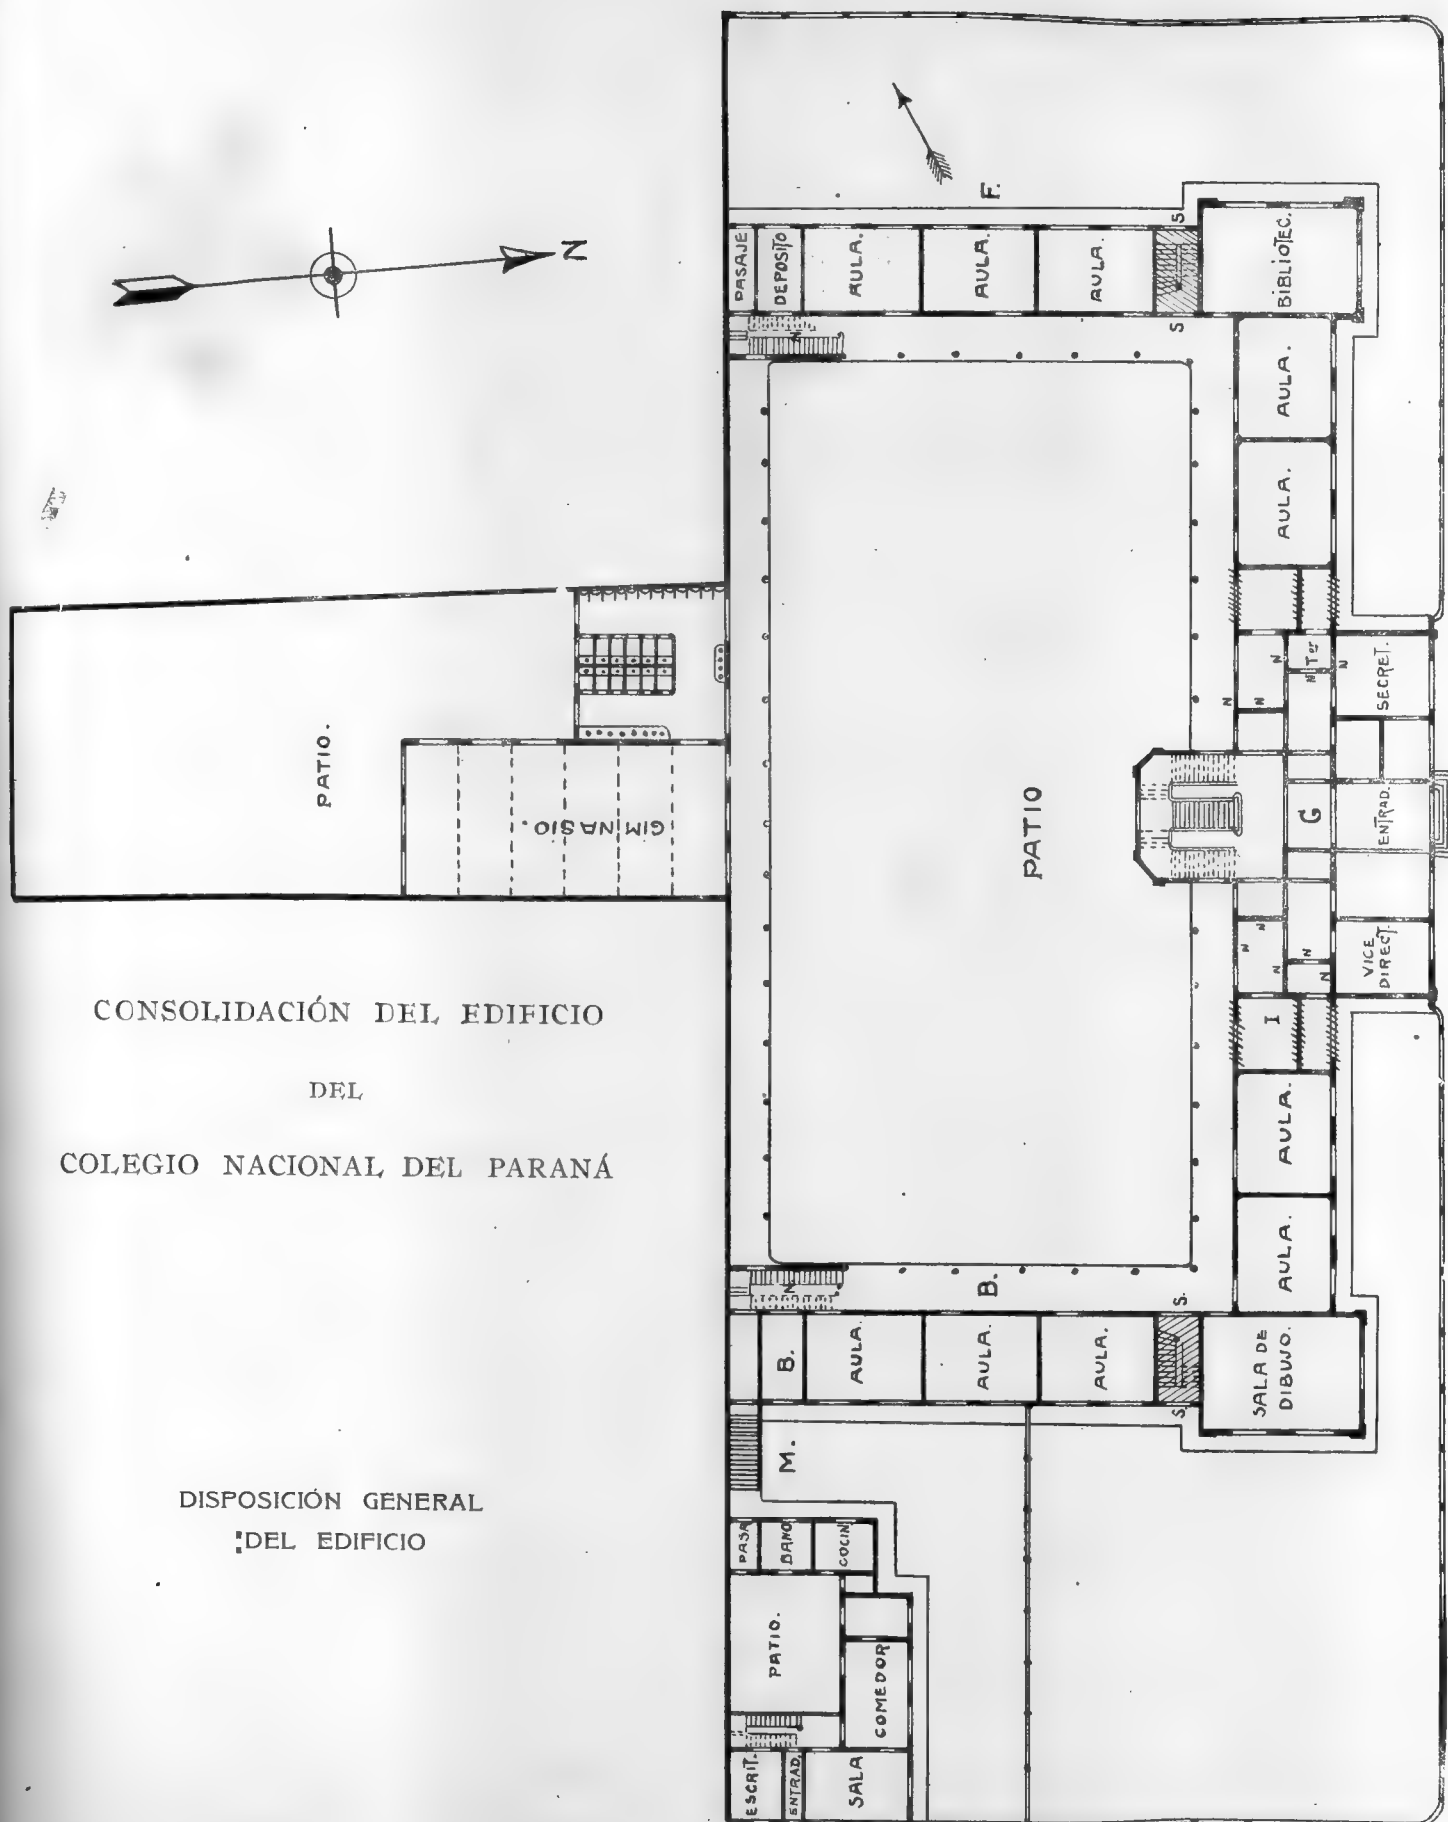 N
F.
PASAJE
DEPOSITO
AULA.
AULA.
AULA.
S
S
BIBLIOTEC.
N
AULA.
AULA.
PATIO.
GIMNASIO.
PATIO
N
N
N
N
N
SECRET.
G
ENTRAD.
N
N
N
N
N
VICE
DIRECT.
I
AULA.
AULA.
CONSOLIDACIÓN DEL EDIFICIO
DEL
COLEGIO NACIONAL DEL PARANÁ
DISPOSICIÓN GENERAL
DEL EDIFICIO
N.
B.
S.
B.
AULA.
AULA.
AULA.
S.
SALA DE
DIBUJO.
M.
PASA
BAÑO
COCIN
PATIO.
COMEDOR
ESCRIT.
ENTRAD.
SALA